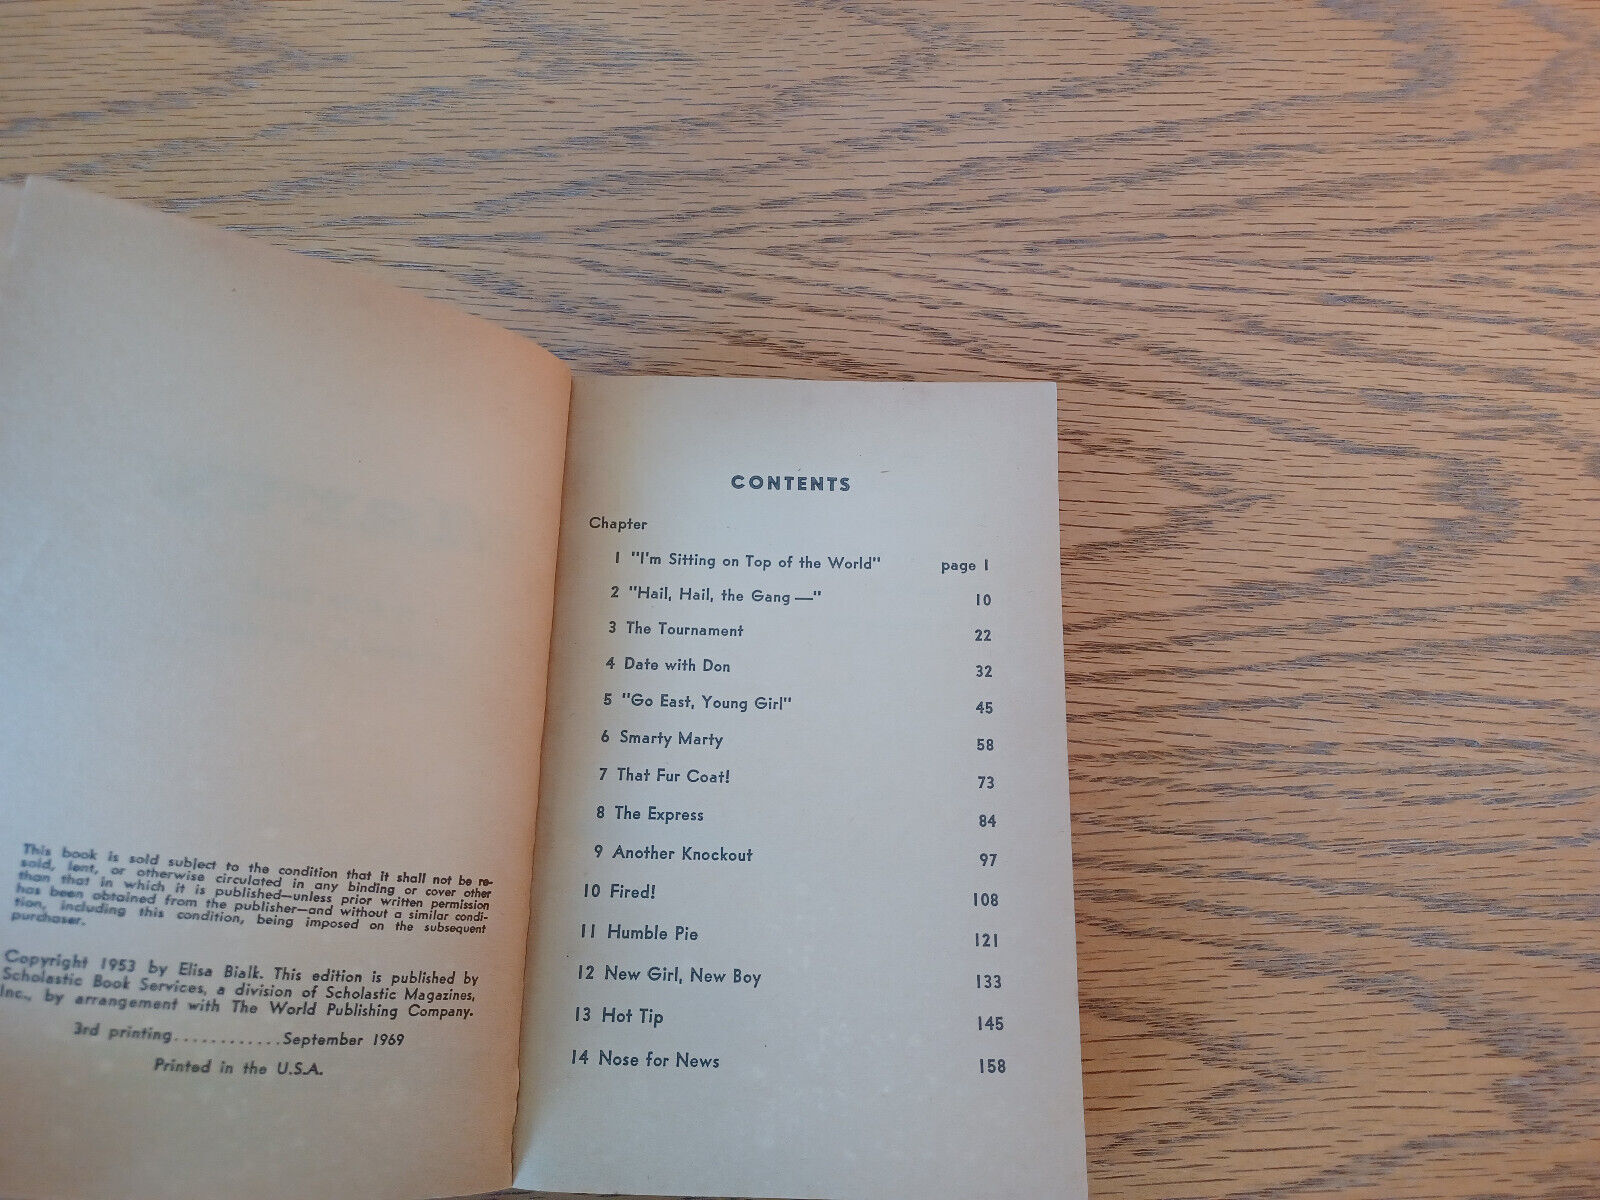 This book is sold subject to the condition that it shall not be re-
sold, lent, or otherwise circulated in any binding or cover other
than that in which it is published—unless prior written permission
has been obtained from the publisher—and without a similar condi-
tion, including this condition, being imposed on the subsequent
purchaser.
Copyright 1953 by Elisa Bialk. This edition is published by
Scholastic Book Services, a division of Scholastic Magazines,
Inc., by arrangement with The World Publishing Company.
3rd printing............September 1969
Printed in the U.S.A.
CONTENTS
Chapter
1 "I'm Sitting on Top of the World" page 1
2 "Hail, Hail, the Gang—" 10
3 The Tournament 22
4 Date with Don 32
5 "Go East, Young Girl" 45
6 Smarty Marty 58
7 That Fur Coat! 73
8 The Express 84
9 Another Knockout 97
10 Fired! 108
11 Humble Pie 121
12 New Girl, New Boy 133
13 Hot Tip 145
14 Nose for News 158